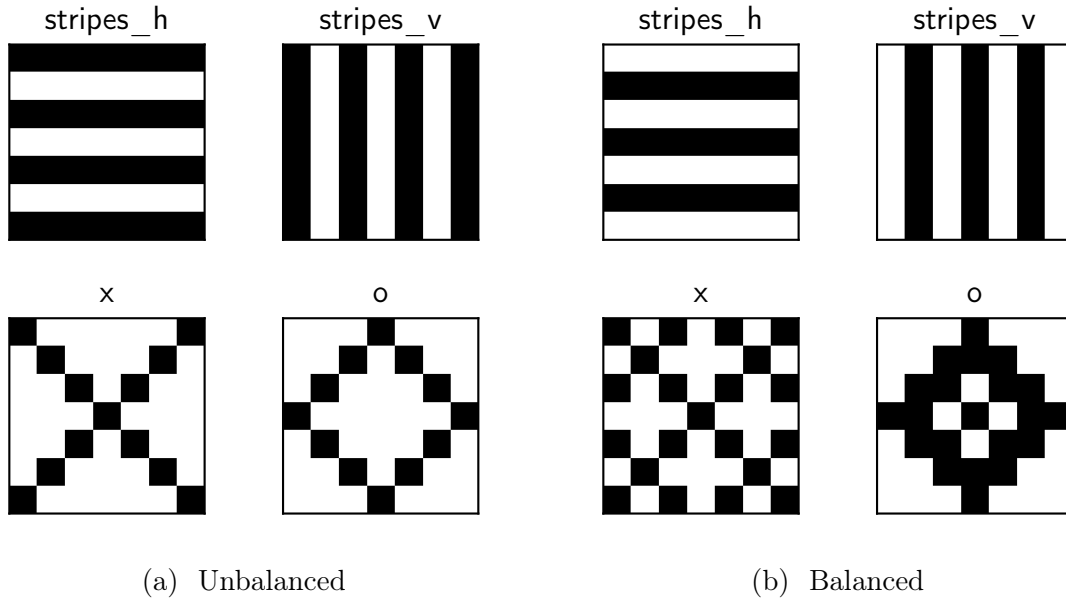 stripes_h
stripes_v
stripes_h
stripes_v
x
o
x
o
(a) Unbalanced
(b) Balanced